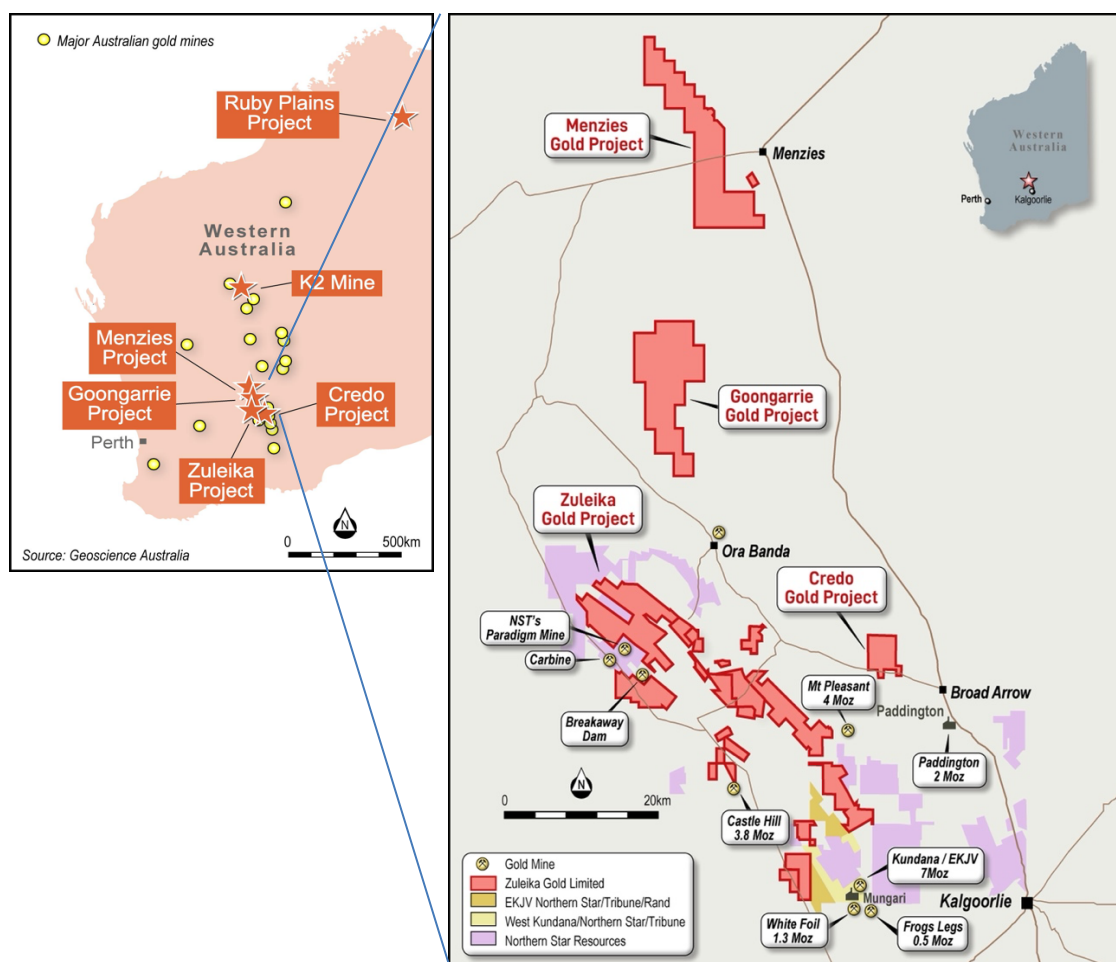 Major Australian gold mines
Ruby Plains
Project
Western
Australia
K2 Mine
Menzies
Project
Goongarrie
Project
Credo
Project
Perth
Zuleika
Project
N
0
500km
Source: Geoscience Australia
Menzies
Gold Project
Menzies
Western
Australia
Perth
Kalgoorlie
Goongarrie
Gold Project
Zuleika
Gold Project
Ora Banda
Credo
Gold Project
NST's
Paradigm Mine
Carbine
Breakaway
Dam
Mt Pleasant
4 Moz
Broad Arrow
Paddington
Paddington
2 Moz
N
0
20km
Castle Hill
3.8 Moz
Kundana / EKJV
7Moz
Mungari
Kalgoorlie
White Foil
1.3 Moz
Frogs Legs
0.5 Moz
Gold Mine
Zuleika Gold Limited
EKJV Northern Star/Tribune/Rand
West Kundana/Northern Star/Tribune
Northern Star Resources